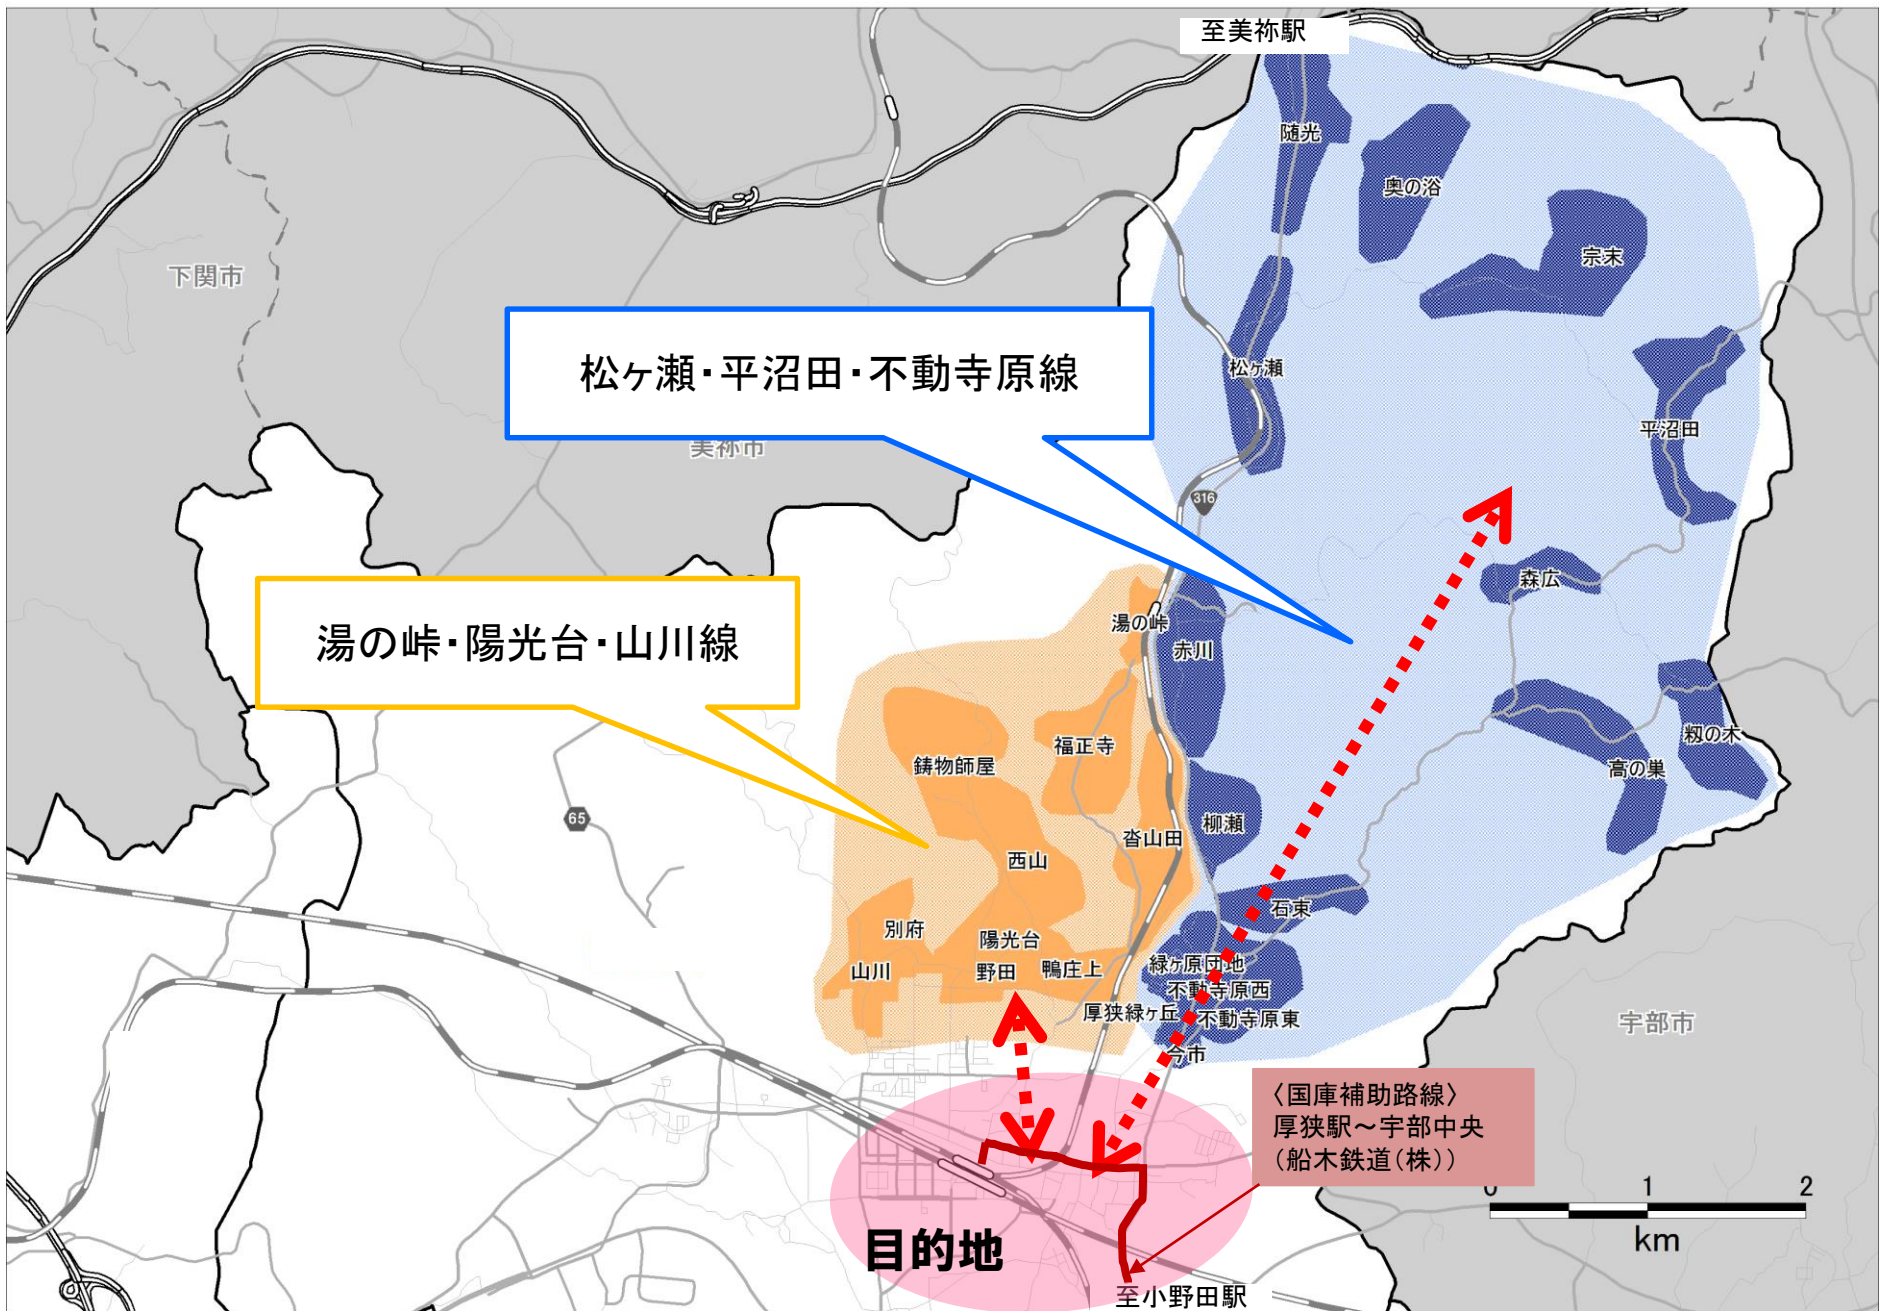 至美祢駅
随光
奥の浴
宗末
下関市
松ヶ瀬・平沼田・不動寺原線
松ヶ瀬
平沼田
美祢市
316
森広
湯の峠
赤川
湯の峠・陽光台・山川線
福正寺
籾の木
鋳物師屋
高の巣
65
柳瀬
沓山田
西山
石束
別府
陽光台
緑ヶ原団地
山川
野田
鴨庄上
不動寺原西
厚狭緑ヶ丘
不動寺原東
宇部市
今市
〈国庫補助路線〉
厚狭駅～宇部中央
(船木鉄道(株))
0 1 2
km
目的地
至小野田駅